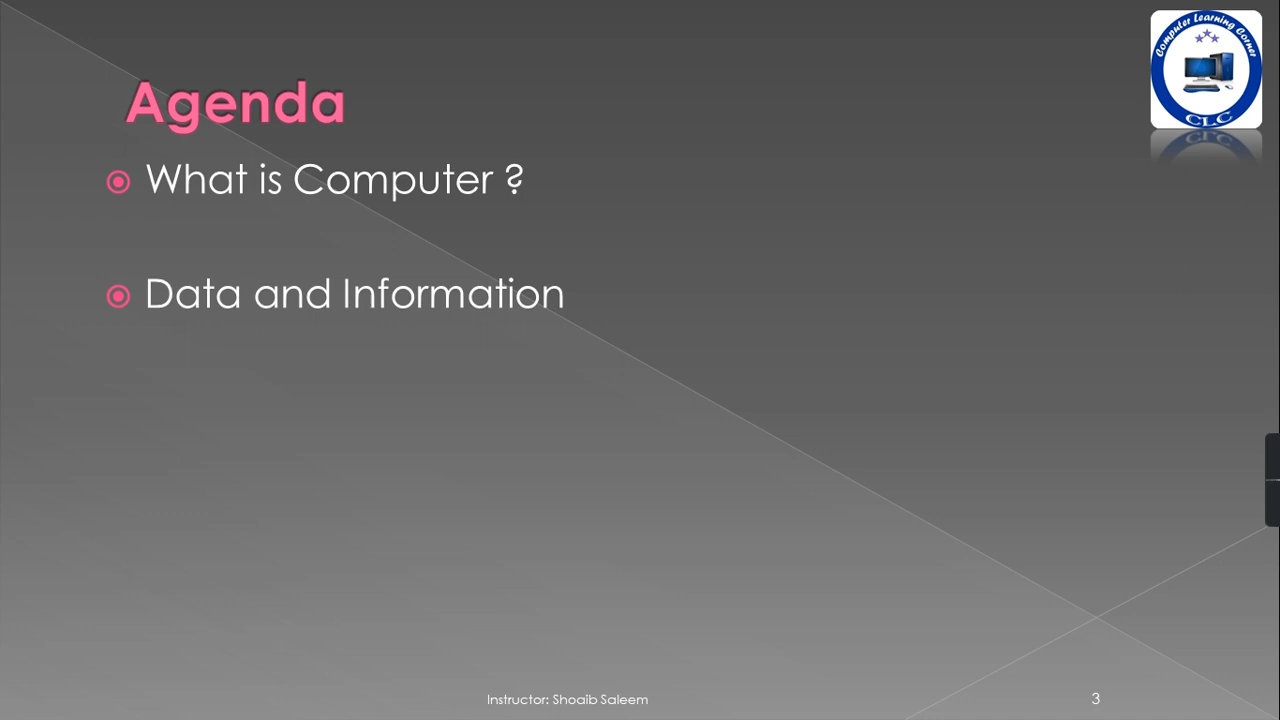 Computer Learning Corner
CLC
Agenda
What is Computer ?
Data and Information
Instructor: Shoaib Saleem
3